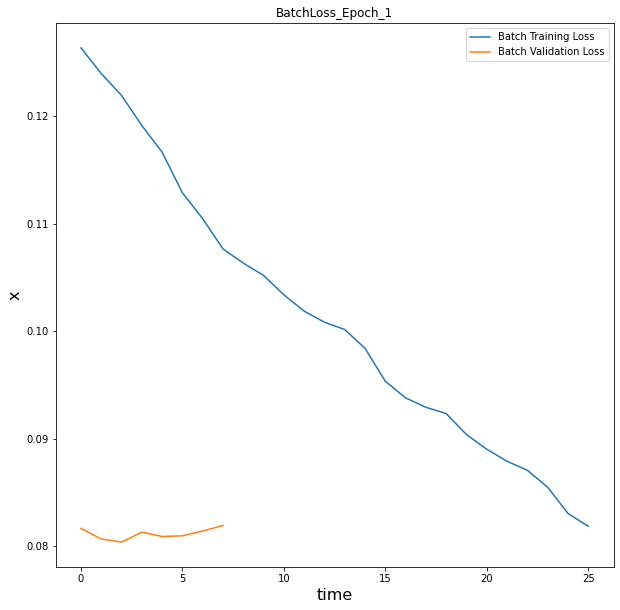 BatchLoss_Epoch_1
Batch Training Loss
Batch Validation Loss
0.12
0.11
0.10
0.09
0.08
x
0 5 10 15 20 25
time